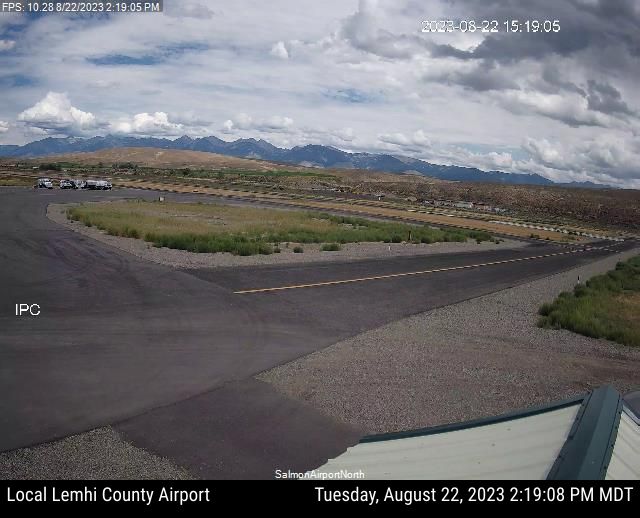 FPS: 10.28 8/22/2023 2:19:05 PM
2023-08-22 15:19:05
IPC
SalmonAirportNorth
Local Lemhi County Airport
Tuesday, August 22, 2023 2:19:08 PM MDT